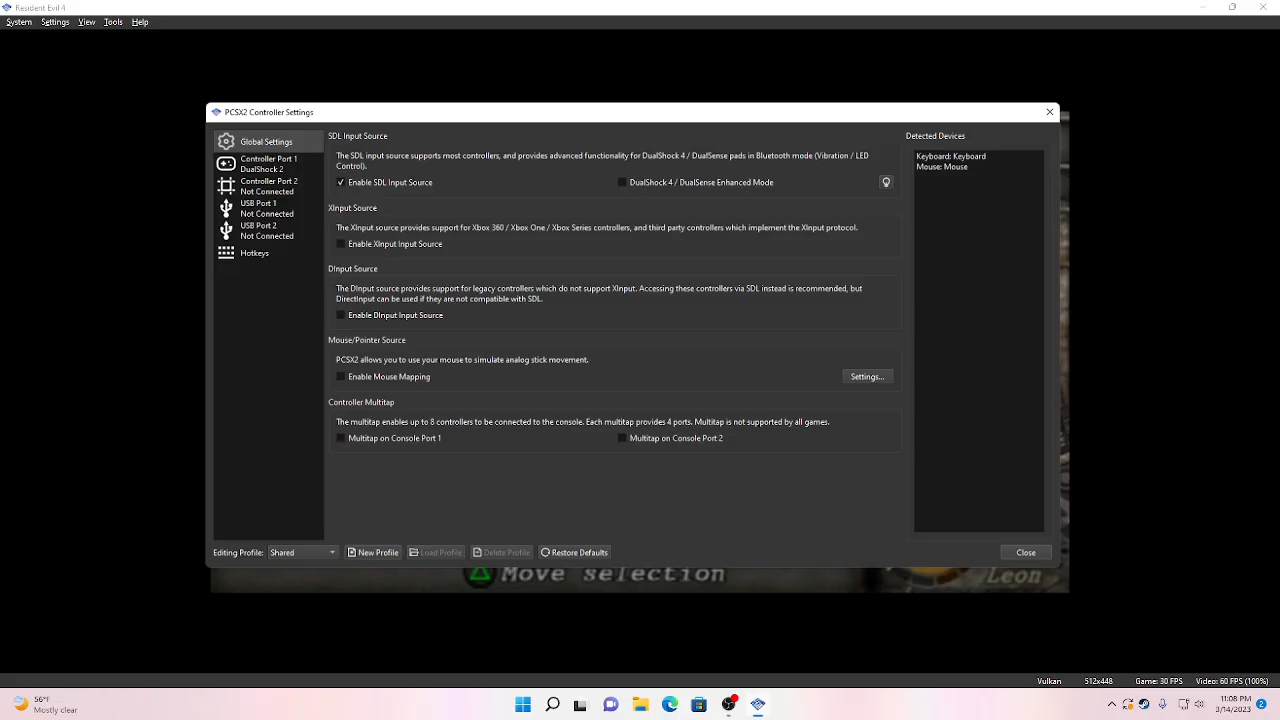 Resident Evil 4
System Settings View Tools Help
PCSX2 Controller Settings
Global Settings
Controller Port 1
DualShock 2
Controller Port 2
Not Connected
USB Port 1
Not Connected
USB Port 2
Not Connected
Hotkeys
SDL Input Source
The SDL input source supports most controllers, and provides advanced functionality for DualShock 4 / DualSense pads in Bluetooth mode (Vibration / LED
Control).
Enable SDL Input Source
DualShock 4 / DualSense Enhanced Mode
XInput Source
The XInput source provides support for Xbox 360 / Xbox One / Xbox Series controllers, and third party controllers which implement the XInput protocol.
Enable XInput Input Source
DInput Source
The DInput source provides support for legacy controllers which do not support XInput. Accessing these controllers via SDL instead is recommended, but
DirectInput can be used if they are not compatible with SDL.
Enable DInput Input Source
Mouse/Pointer Source
PCSX2 allows you to use your mouse to simulate analog stick movement.
Enable Mouse Mapping
Settings...
Controller Multitap
The multitap enables up to 8 controllers to be connected to the console. Each multitap provides 4 ports. Multitap is not supported by all games.
Multitap on Console Port 1
Multitap on Console Port 2
Detected Devices
Keyboard: Keyboard
Mouse: Mouse
Editing Profile: Shared New Profile Load Profile Delete Profile Restore Defaults Close
Move selection
Leon
Vulkan 512x448 Game: 30 FPS Video: 60 FPS (100%)
56°F
Mostly clear
11:08 PM
3/14/2023
2